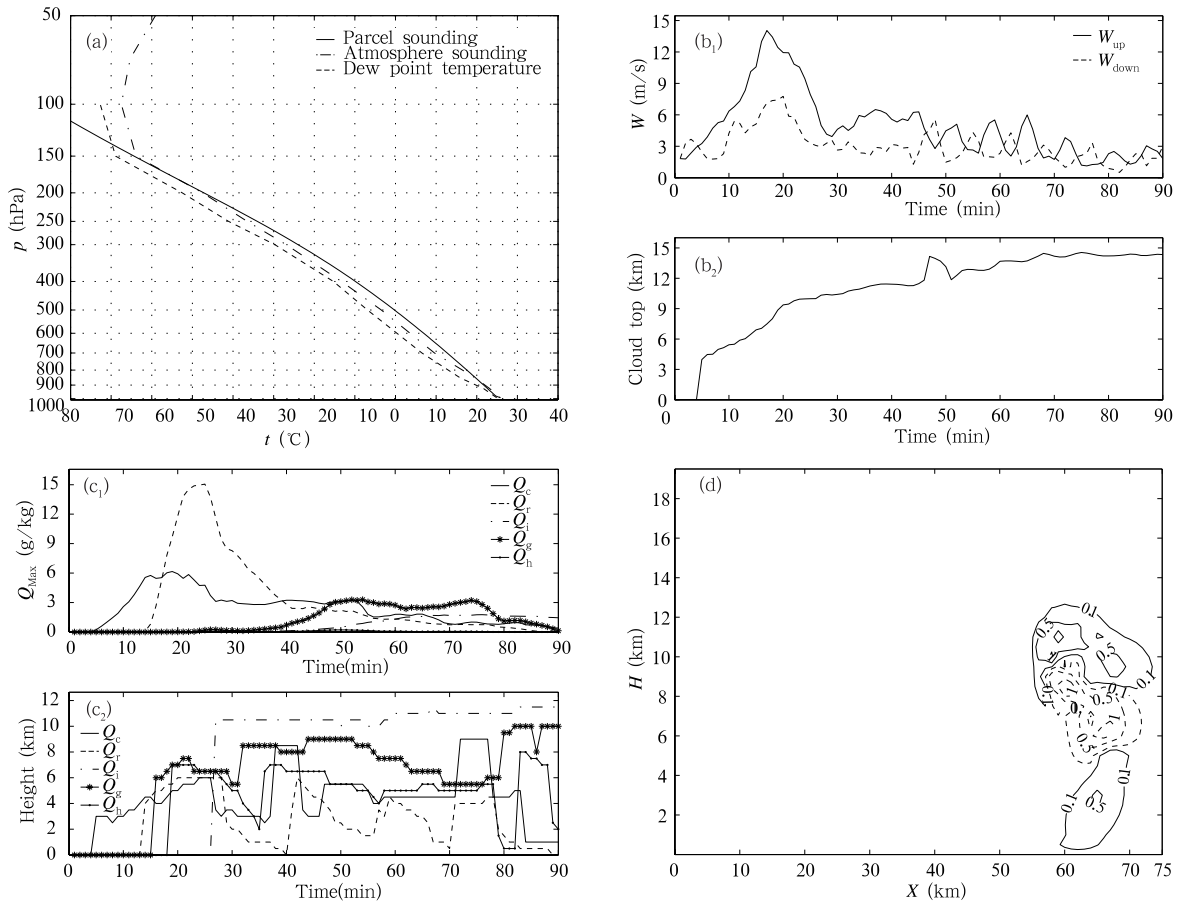 (a)
Parcel sounding
Atmosphere sounding
Dew point temperature
50
100
150
200
250
300
400
500
600
700
800
900
1000
p (hPa)
80 70 60 50 40 30 20 10 0 10 20 30 40
t (℃)
(b₁)
W up
W down
15
12
9
6
3
0
W (m/s)
0 10 20 30 40 50 60 70 80 90
Time (min)
(b₂)
15
12
9
6
3
0
Cloud top (km)
0 10 20 30 40 50 60 70 80 90
Time (min)
(c₁)
Qc
Qr
Qi
Qg
Qh
15
12
9
6
3
0
QMax (g/kg)
0 10 20 30 40 50 60 70 80 90
Time(min)
(c₂)
Qc
Qr
Qi
Qg
Qh
12
10
8
6
4
2
0
Height (km)
0 10 20 30 40 50 60 70 80 90
Time(min)
(d)
18
16
14
12
10
8
6
4
2
H (km)
0.1
0.5
0.5
0.1
0.1
0.5
1
0.5
0.1
0.5
0 10 20 30 40 50 60 70 75
X (km)